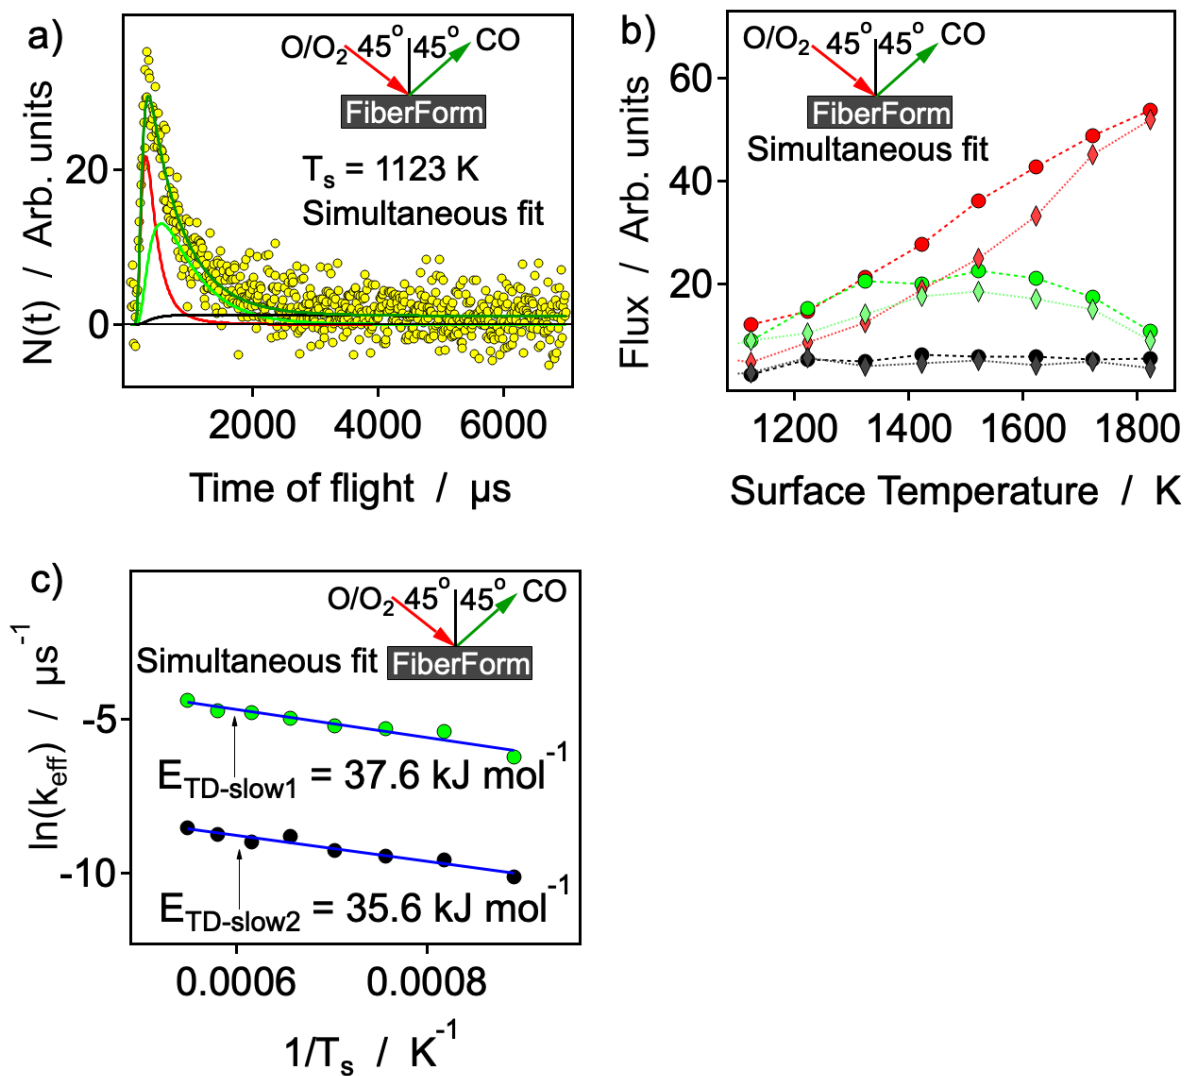 a)
O/O2 45° 45° CO
FiberForm
Ts = 1123 K
Simultaneous fit
N(t) / Arb. units
20
0
2000 4000 6000
Time of flight / μs
b)
O/O2 45° 45° CO
FiberForm
Simultaneous fit
Flux / Arb. units
60
40
20
1200 1400 1600 1800
Surface Temperature / K
c)
O/O2 45° 45° CO
Simultaneous fit FiberForm
ln(keff) / μs-1
-5
ETD-slow1 = 37.6 kJ mol-1
-10
ETD-slow2 = 35.6 kJ mol-1
0.0006 0.0008
1/Ts / K-1